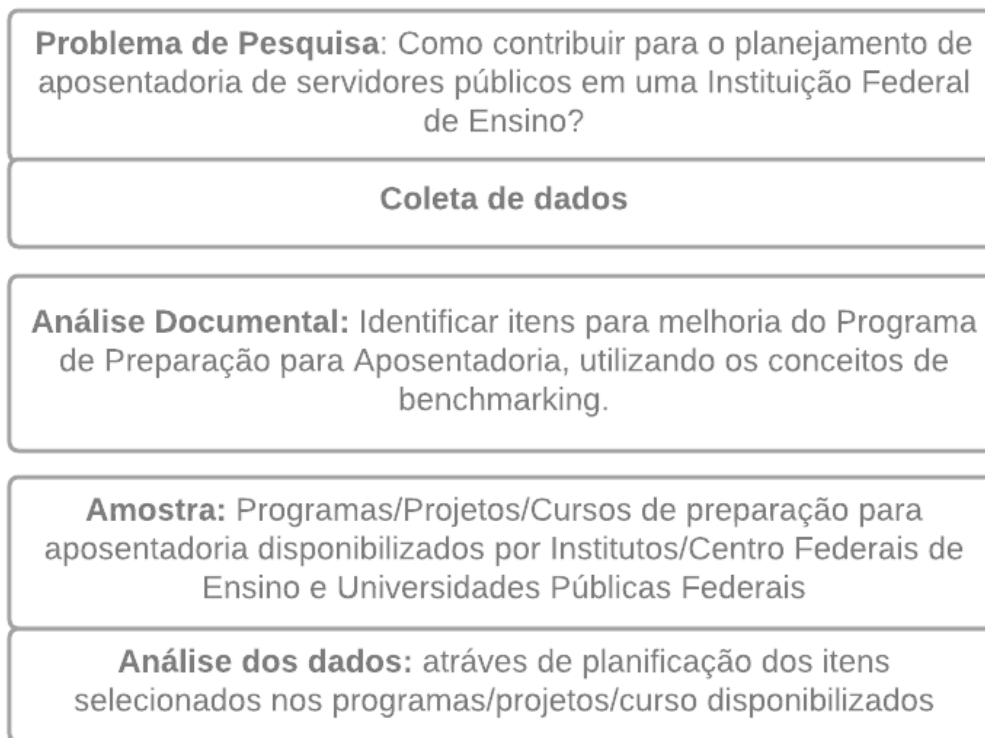 Problema de Pesquisa: Como contribuir para o planejamento de
aposentadoria de servidores públicos em uma Instituição Federal
de Ensino?
Coleta de dados
Análise Documental: Identificar itens para melhoria do Programa
de Preparação para Aposentadoria, utilizando os conceitos de
benchmarking.
Amostra: Programas/Projetos/Cursos de preparação para
aposentadoria disponibilizados por Institutos/Centro Federais de
Ensino e Universidades Públicas Federais
Análise dos dados: atráves de planificação dos itens
selecionados nos programas/projetos/curso disponibilizados